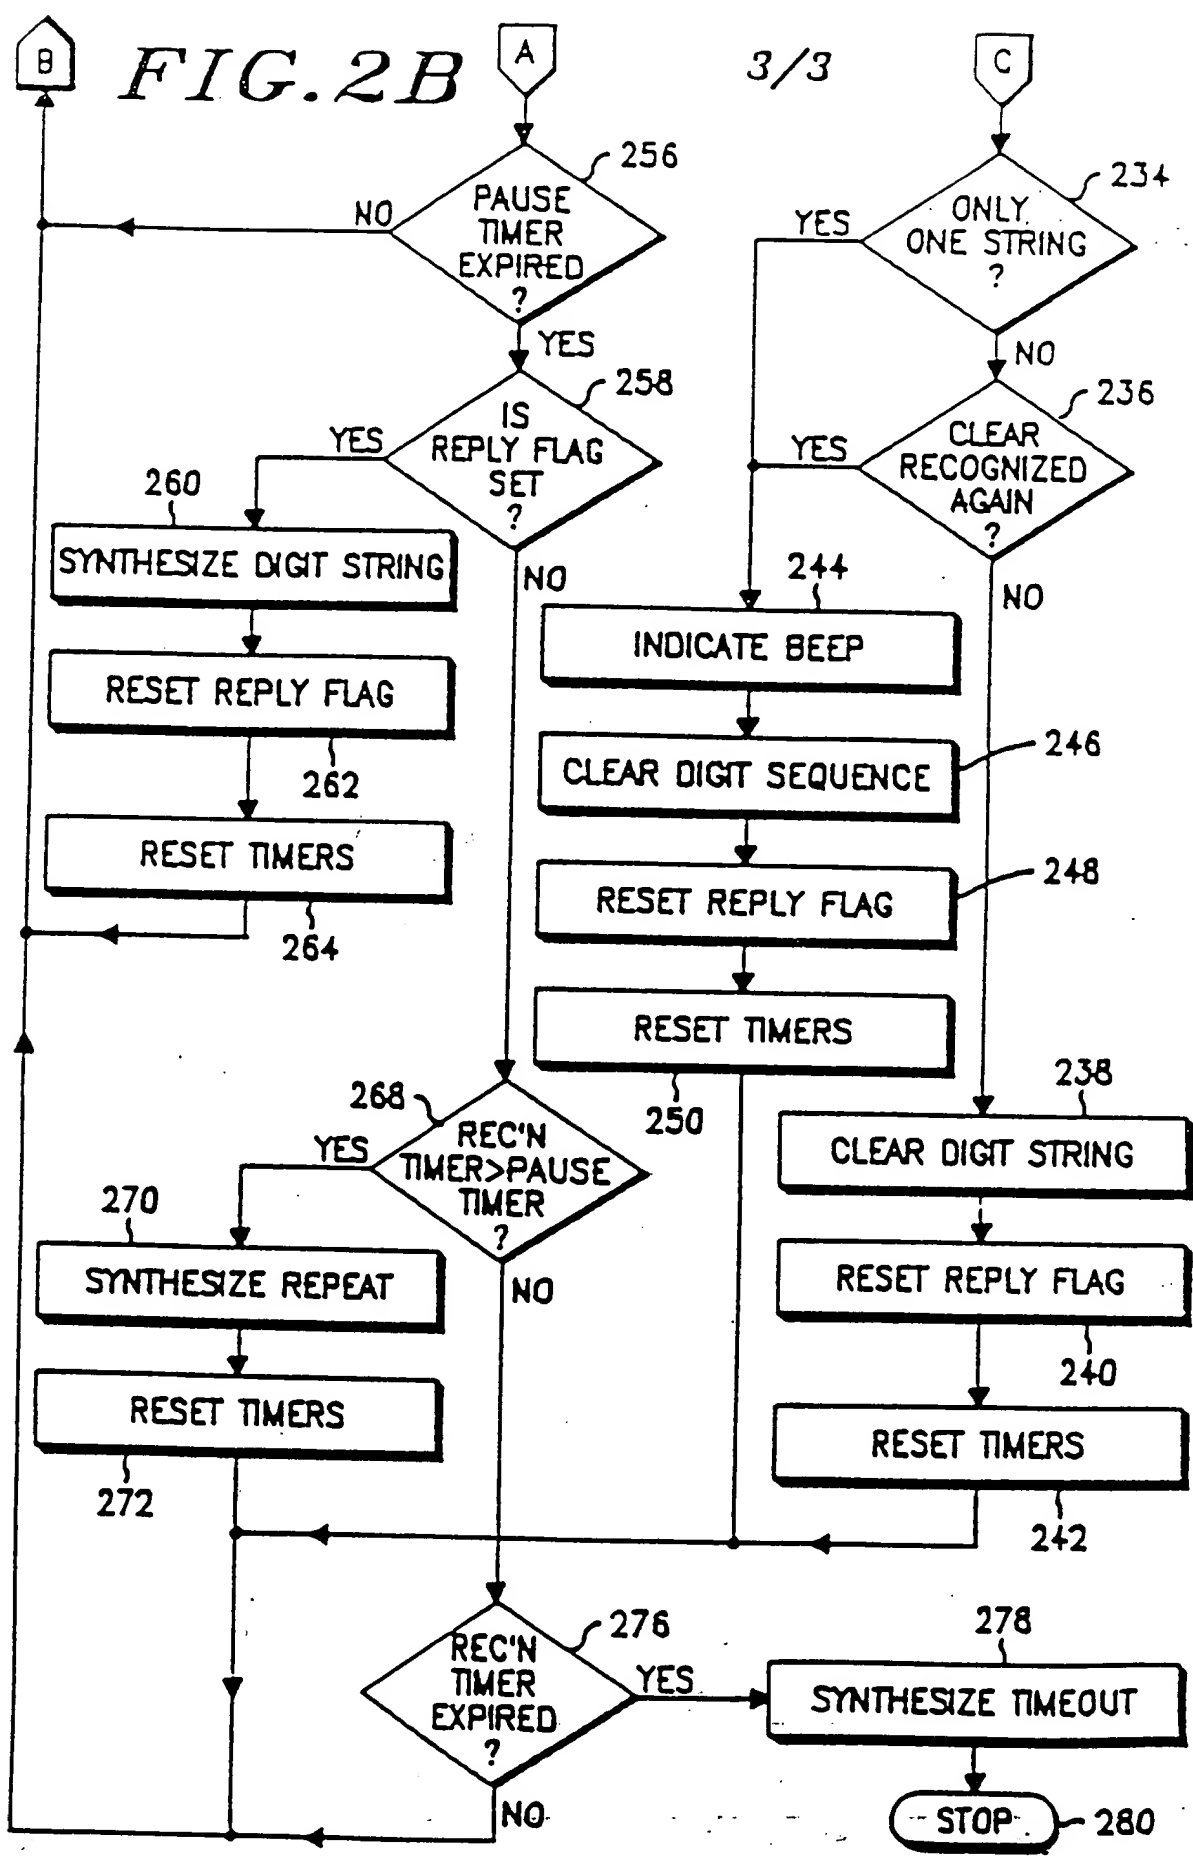 B
FIG. 2B
A
3/3
C
256
PAUSE
TIMER
EXPIRED
?
NO
YES
234
ONLY
ONE STRING
?
YES
NO
258
IS
REPLY FLAG
SET
?
YES
NO
236
CLEAR
RECOGNIZED
AGAIN
?
YES
NO
260
SYNTHESIZE DIGIT STRING
RESET REPLY FLAG
262
RESET TIMERS
264
244
INDICATE BEEP
CLEAR DIGIT SEQUENCE
246
RESET REPLY FLAG
248
RESET TIMERS
250
268
REC'N
TIMER>PAUSE
TIMER
?
YES
NO
238
CLEAR DIGIT STRING
RESET REPLY FLAG
240
RESET TIMERS
242
270
SYNTHESIZE REPEAT
RESET TIMERS
272
276
REC'N
TIMER
EXPIRED
?
YES
NO
278
SYNTHESIZE TIMEOUT
STOP
280